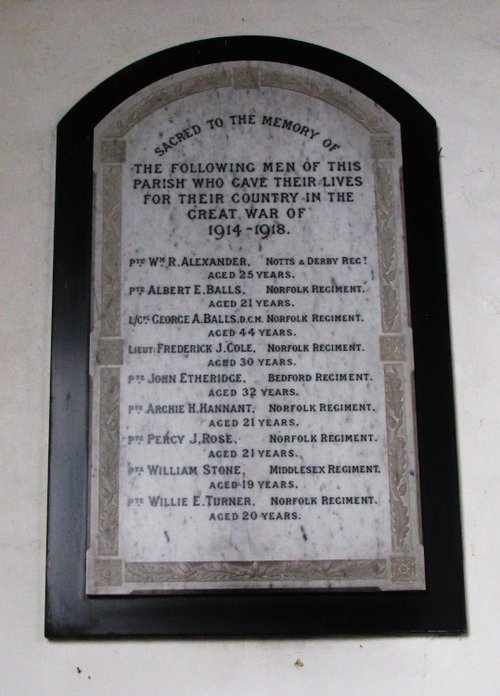 SACRED TO THE MEMORY OF
THE FOLLOWING MEN OF THIS
PARISH WHO GAVE THEIR LIVES
FOR THEIR COUNTRY IN THE
GREAT WAR OF
1914-1918.
PTE WM R. ALEXANDER, NOTTS & DERBY REGT
AGED 25 YEARS.
PTE ALBERT E. BALLS. NORFOLK REGIMENT.
AGED 21 YEARS.
L/CPL GEORGE A. BALLS, D.C.M. NORFOLK REGIMENT.
AGED 44 YEARS.
LIEUT: FREDERICK J. COLE, NORFOLK REGIMENT.
AGED 30 YEARS.
PTE JOHN ETHERIDGE. BEDFORD REGIMENT.
AGED 32 YEARS.
PTE ARCHIE H. HANNANT. NORFOLK REGIMENT.
AGED 21 YEARS.
PTE PERCY J. ROSE, NORFOLK REGIMENT.
AGED 21 YEARS.
PTE WILLIAM STONE, MIDDLESEX REGIMENT.
AGED 19 YEARS.
PTE WILLIE E. TURNER, NORFOLK REGIMENT.
AGED 20 YEARS.